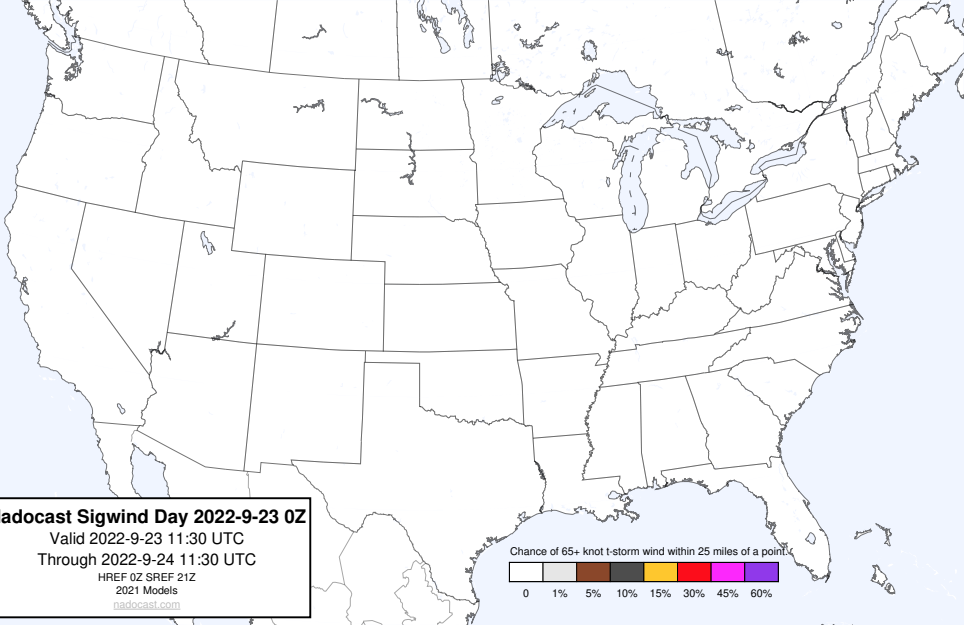 adocast Sigwind Day 2022-9-23 0Z
Valid 2022-9-23 11:30 UTC
Through 2022-9-24 11:30 UTC
HREF 0Z SREF 21Z
2021 Models
nadocast.com
Chance of 65+ knot t-storm wind within 25 miles of a point.
0 1% 5% 10% 15% 30% 45% 60%